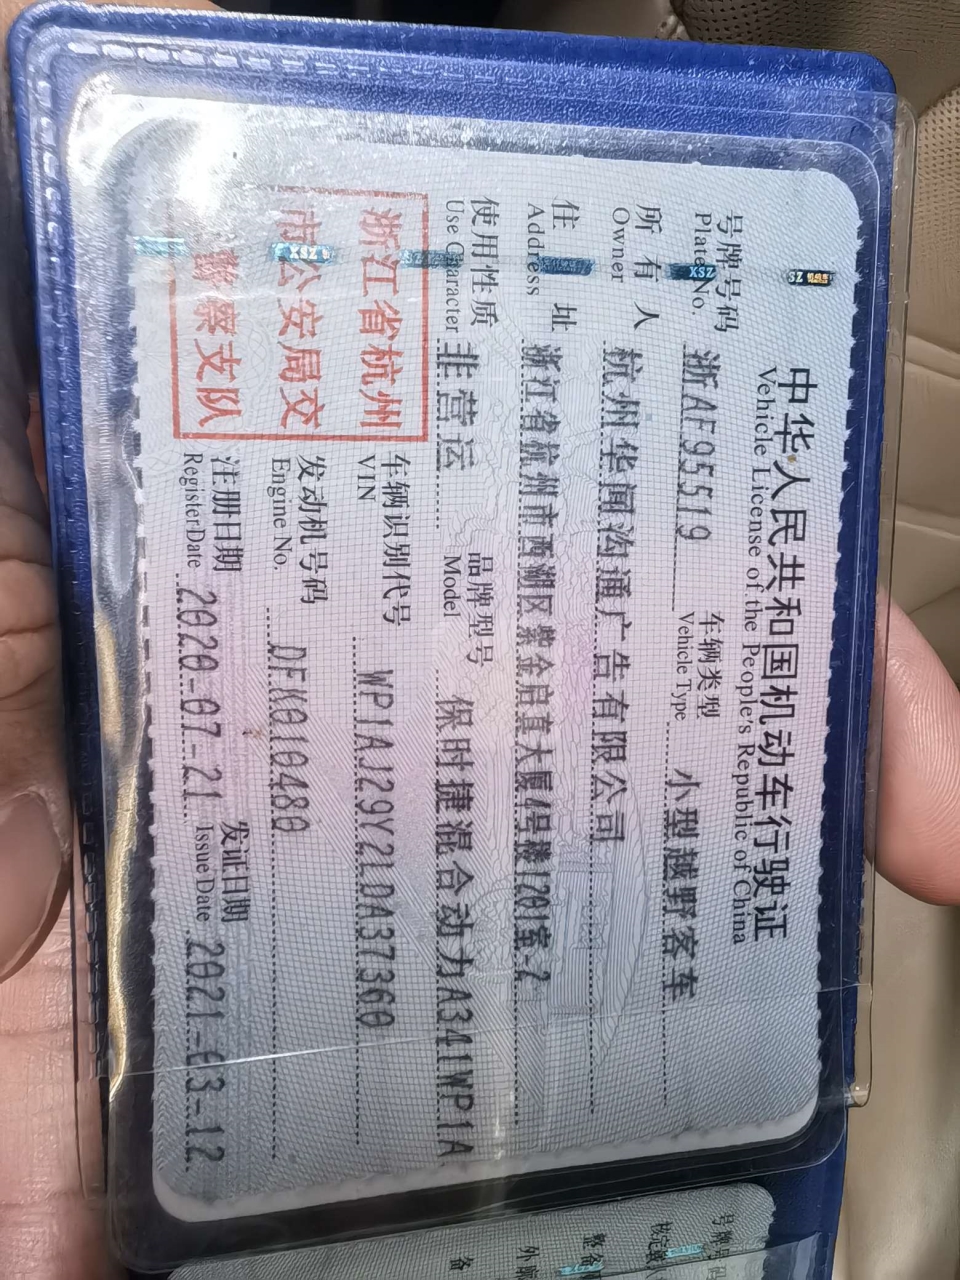 中华人民共和国机动车行驶证
Vehicle License of the People's Republic of China
号牌号码 浙AF95519 车辆类型 小型越野客车
Plate No. Vehicle Type
所有人 杭州华闻沟通广告有限公司
Owner
住址 浙江省杭州市西湖区紫金启真大厦4号楼1201室-2
Address
使用性质 非营运 品牌型号 保时捷混合动力A341WP1A
Use Character Model
浙江省杭州
市公安局交
警察支队
车辆识别代号 WP1AJ29Y2LDA37360
VIN
发动机号码 DFK010480
Engine No.
注册日期 2020-07-21 发证日期 2021-03-12
Register Date Issue Date
XSZ